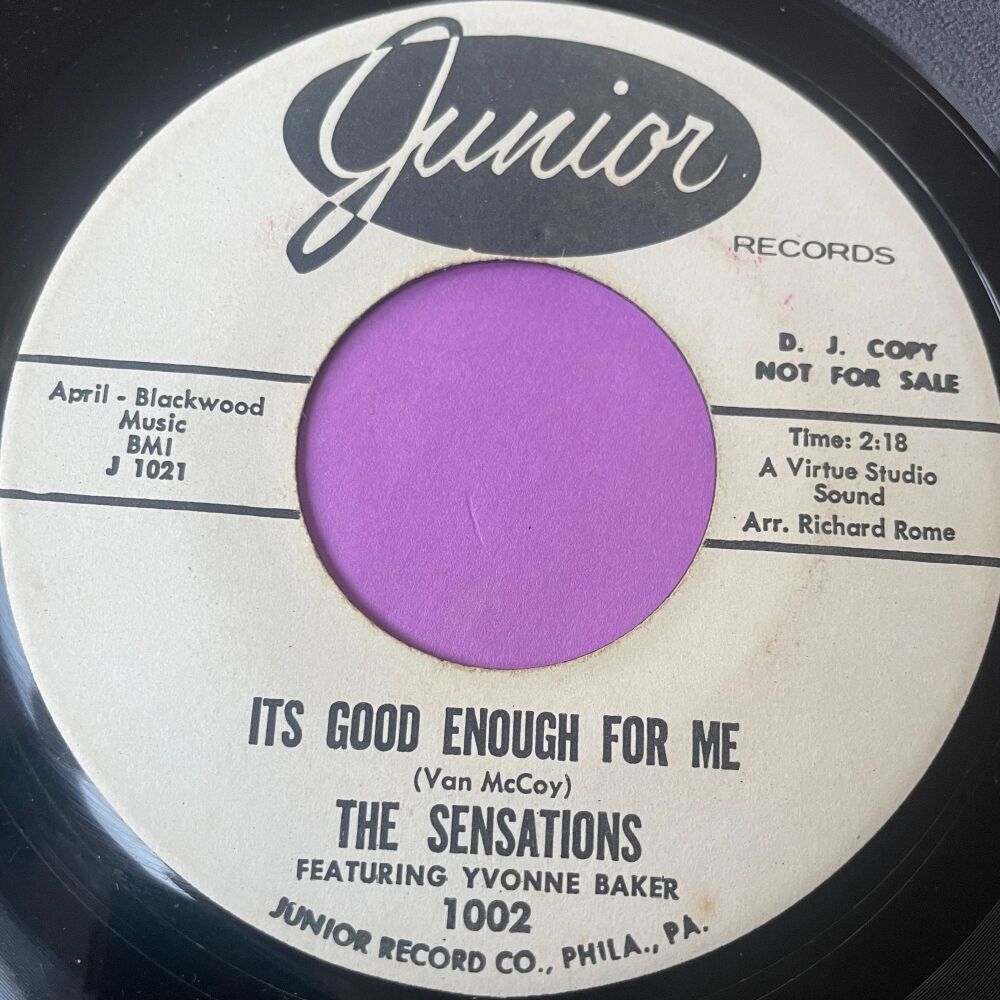 Junior
RECORDS
D. J. COPY
NOT FOR SALE
April - Blackwood
Music
BMI
J 1021
Time: 2:18
A Virtue Studio
Sound
Arr. Richard Rome
ITS GOOD ENOUGH FOR ME
(Van McCoy)
THE SENSATIONS
FEATURING YVONNE BAKER
1002
JUNIOR RECORD CO., PHILA., PA.